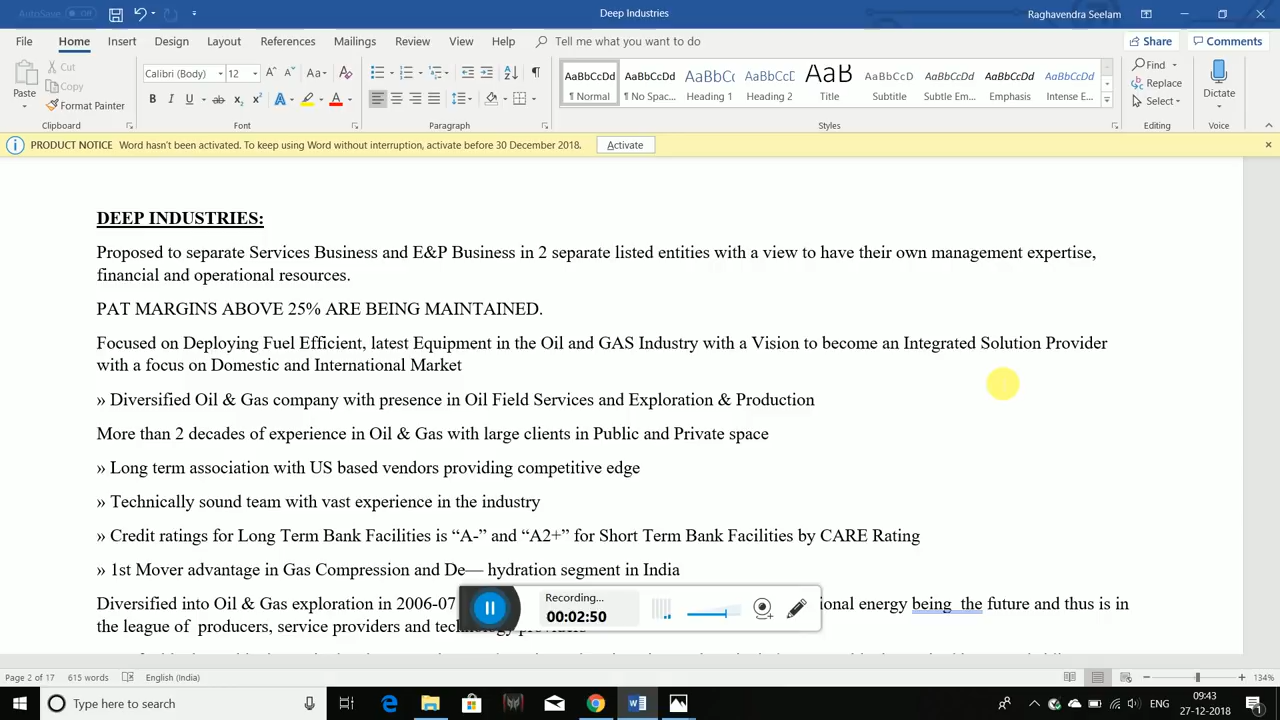 AutoSave Off
Deep Industries
Raghavendra Seelam
File Home Insert Design Layout References Mailings Review View Help Tell me what you want to do Share Comments
Paste
Cut
Copy
Format Painter
Clipboard
Calibri (Body) 12
Aa
B I U ab x₂ x² A A
Font
Paragraph
AaBbCcDd AaBbCcDd AaBbC( AaBbCcD AaB AaBbCcD AaBbCcDd AaBbCcDd AaBbCcDd
¶ Normal ¶ No Spac... Heading 1 Heading 2 Title Subtitle Subtle Em... Emphasis Intense E...
Styles
Find
Replace
Select
Editing
Dictate
Voice
PRODUCT NOTICE Word hasn't been activated. To keep using Word without interruption, activate before 30 December 2018. Activate
DEEP INDUSTRIES:
Proposed to separate Services Business and E&P Business in 2 separate listed entities with a view to have their own management expertise,
financial and operational resources.
PAT MARGINS ABOVE 25% ARE BEING MAINTAINED.
Focused on Deploying Fuel Efficient, latest Equipment in the Oil and GAS Industry with a Vision to become an Integrated Solution Provider
with a focus on Domestic and International Market
» Diversified Oil & Gas company with presence in Oil Field Services and Exploration & Production
More than 2 decades of experience in Oil & Gas with large clients in Public and Private space
» Long term association with US based vendors providing competitive edge
» Technically sound team with vast experience in the industry
» Credit ratings for Long Term Bank Facilities is “A-” and “A2+” for Short Term Bank Facilities by CARE Rating
» 1st Mover advantage in Gas Compression and De— hydration segment in India
Diversified into Oil & Gas exploration in 2006-07 energy being the future and thus is in
the league of producers, service providers and
Recording...
00:02:50
Page 2 of 17 615 words English (India) 134%
Type here to search
ENG
09:43
27-12-2018